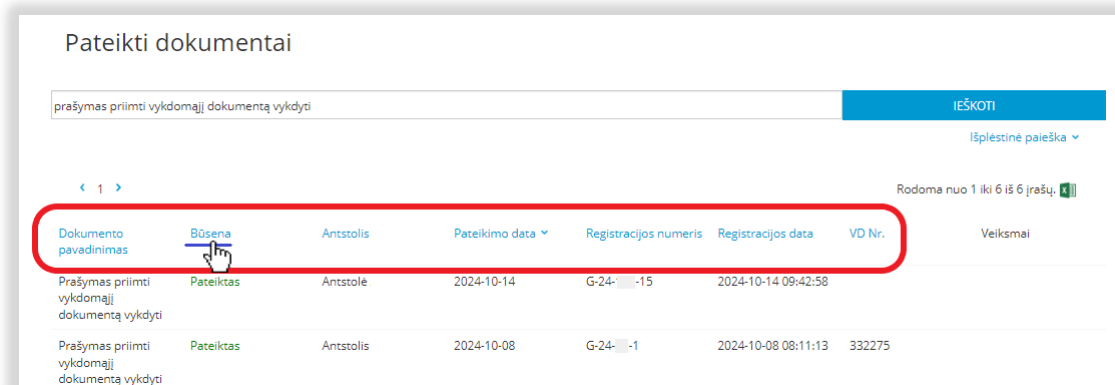 Pateikti dokumentai
prašymas priimti vykdomąjį dokumentą vykdyti
IEŠKOTI
Išplėstinė paieška
1
Rodoma nuo 1 iki 6 iš 6 įrašų.
Dokumento pavadinimas Būsena Antstolis Pateikimo data Registracijos numeris Registracijos data VD Nr. Veiksmai
Prašymas priimti Pateiktas Antstolė 2024-10-14 G-24- -15 2024-10-14 09:42:58
vykdomąjį
dokumentą vykdyti
Prašymas priimti Pateiktas Antstolis 2024-10-08 G-24- -1 2024-10-08 08:11:13 332275
vykdomąjį
dokumentą vykdyti